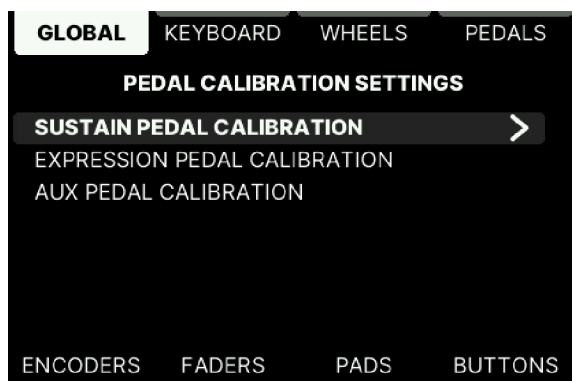 GLOBAL KEYBOARD WHEELS PEDALS
PEDAL CALIBRATION SETTINGS
SUSTAIN PEDAL CALIBRATION
EXPRESSION PEDAL CALIBRATION
AUX PEDAL CALIBRATION
ENCODERS FADERS PADS BUTTONS